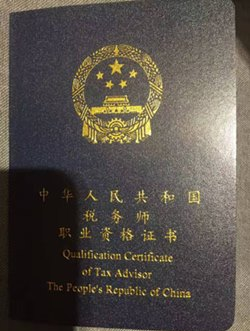 中华人民共和国
税务师
职业资格证书
Qualification Certificate
of Tax Advisor
The People's Republic of China